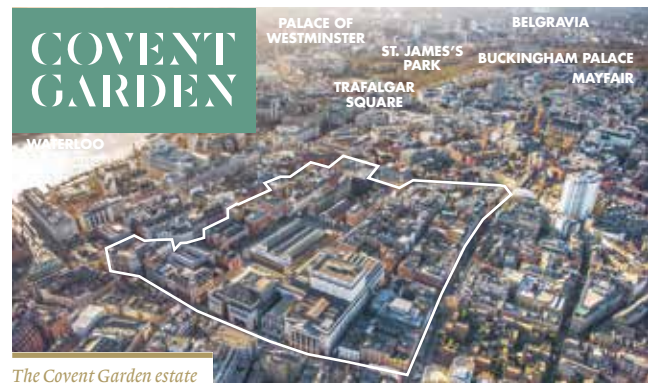 COVENT
GARDEN
PALACE OF
WESTMINSTER
ST. JAMES'S
PARK
TRAFALGAR
SQUARE
BELGRAVIA
BUCKINGHAM PALACE
MAYFAIR
WATERLOO
The Covent Garden estate